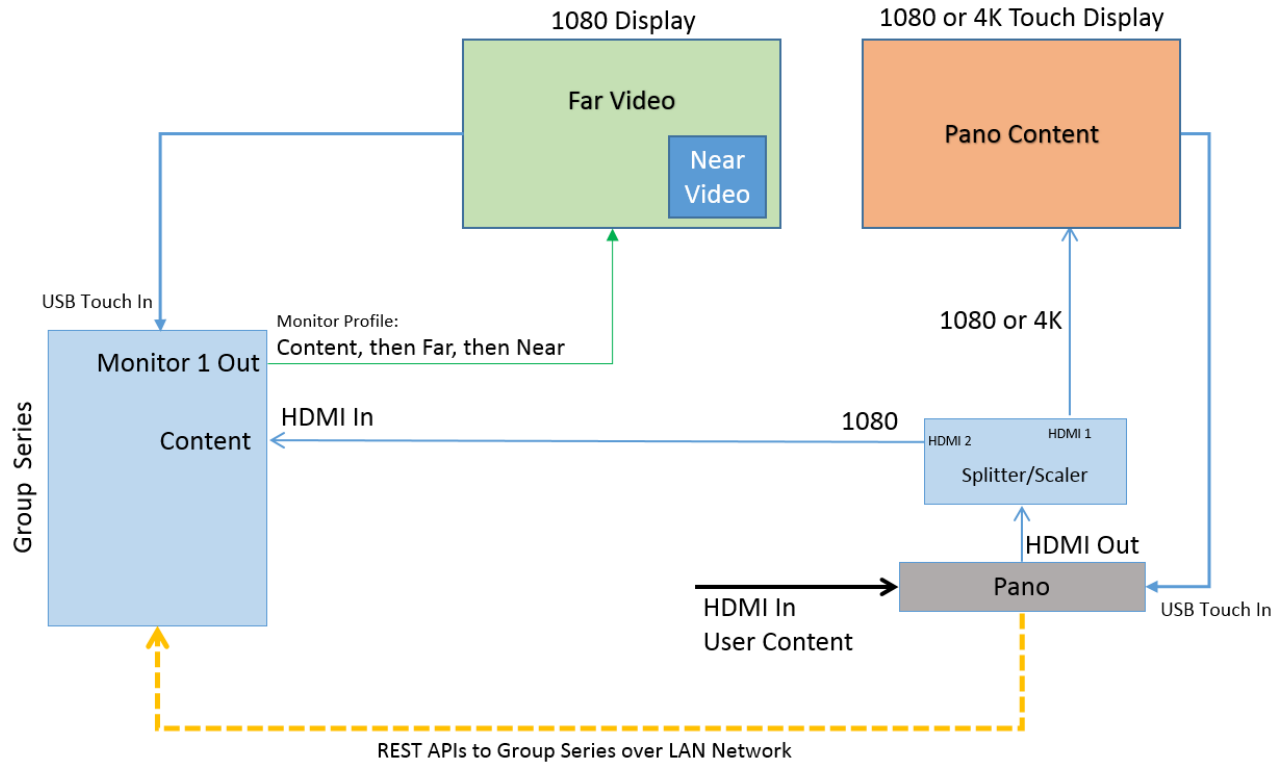 1080 Display
1080 or 4K Touch Display
Far Video
Near
Video
Pano Content
USB Touch In
Monitor Profile:
Content, then Far, then Near
1080 or 4K
Monitor 1 Out
Group Series
Content
HDMI In
1080
HDMI 2
HDMI 1
Splitter/Scaler
HDMI Out
Pano
HDMI In
User Content
USB Touch In
REST APIs to Group Series over LAN Network